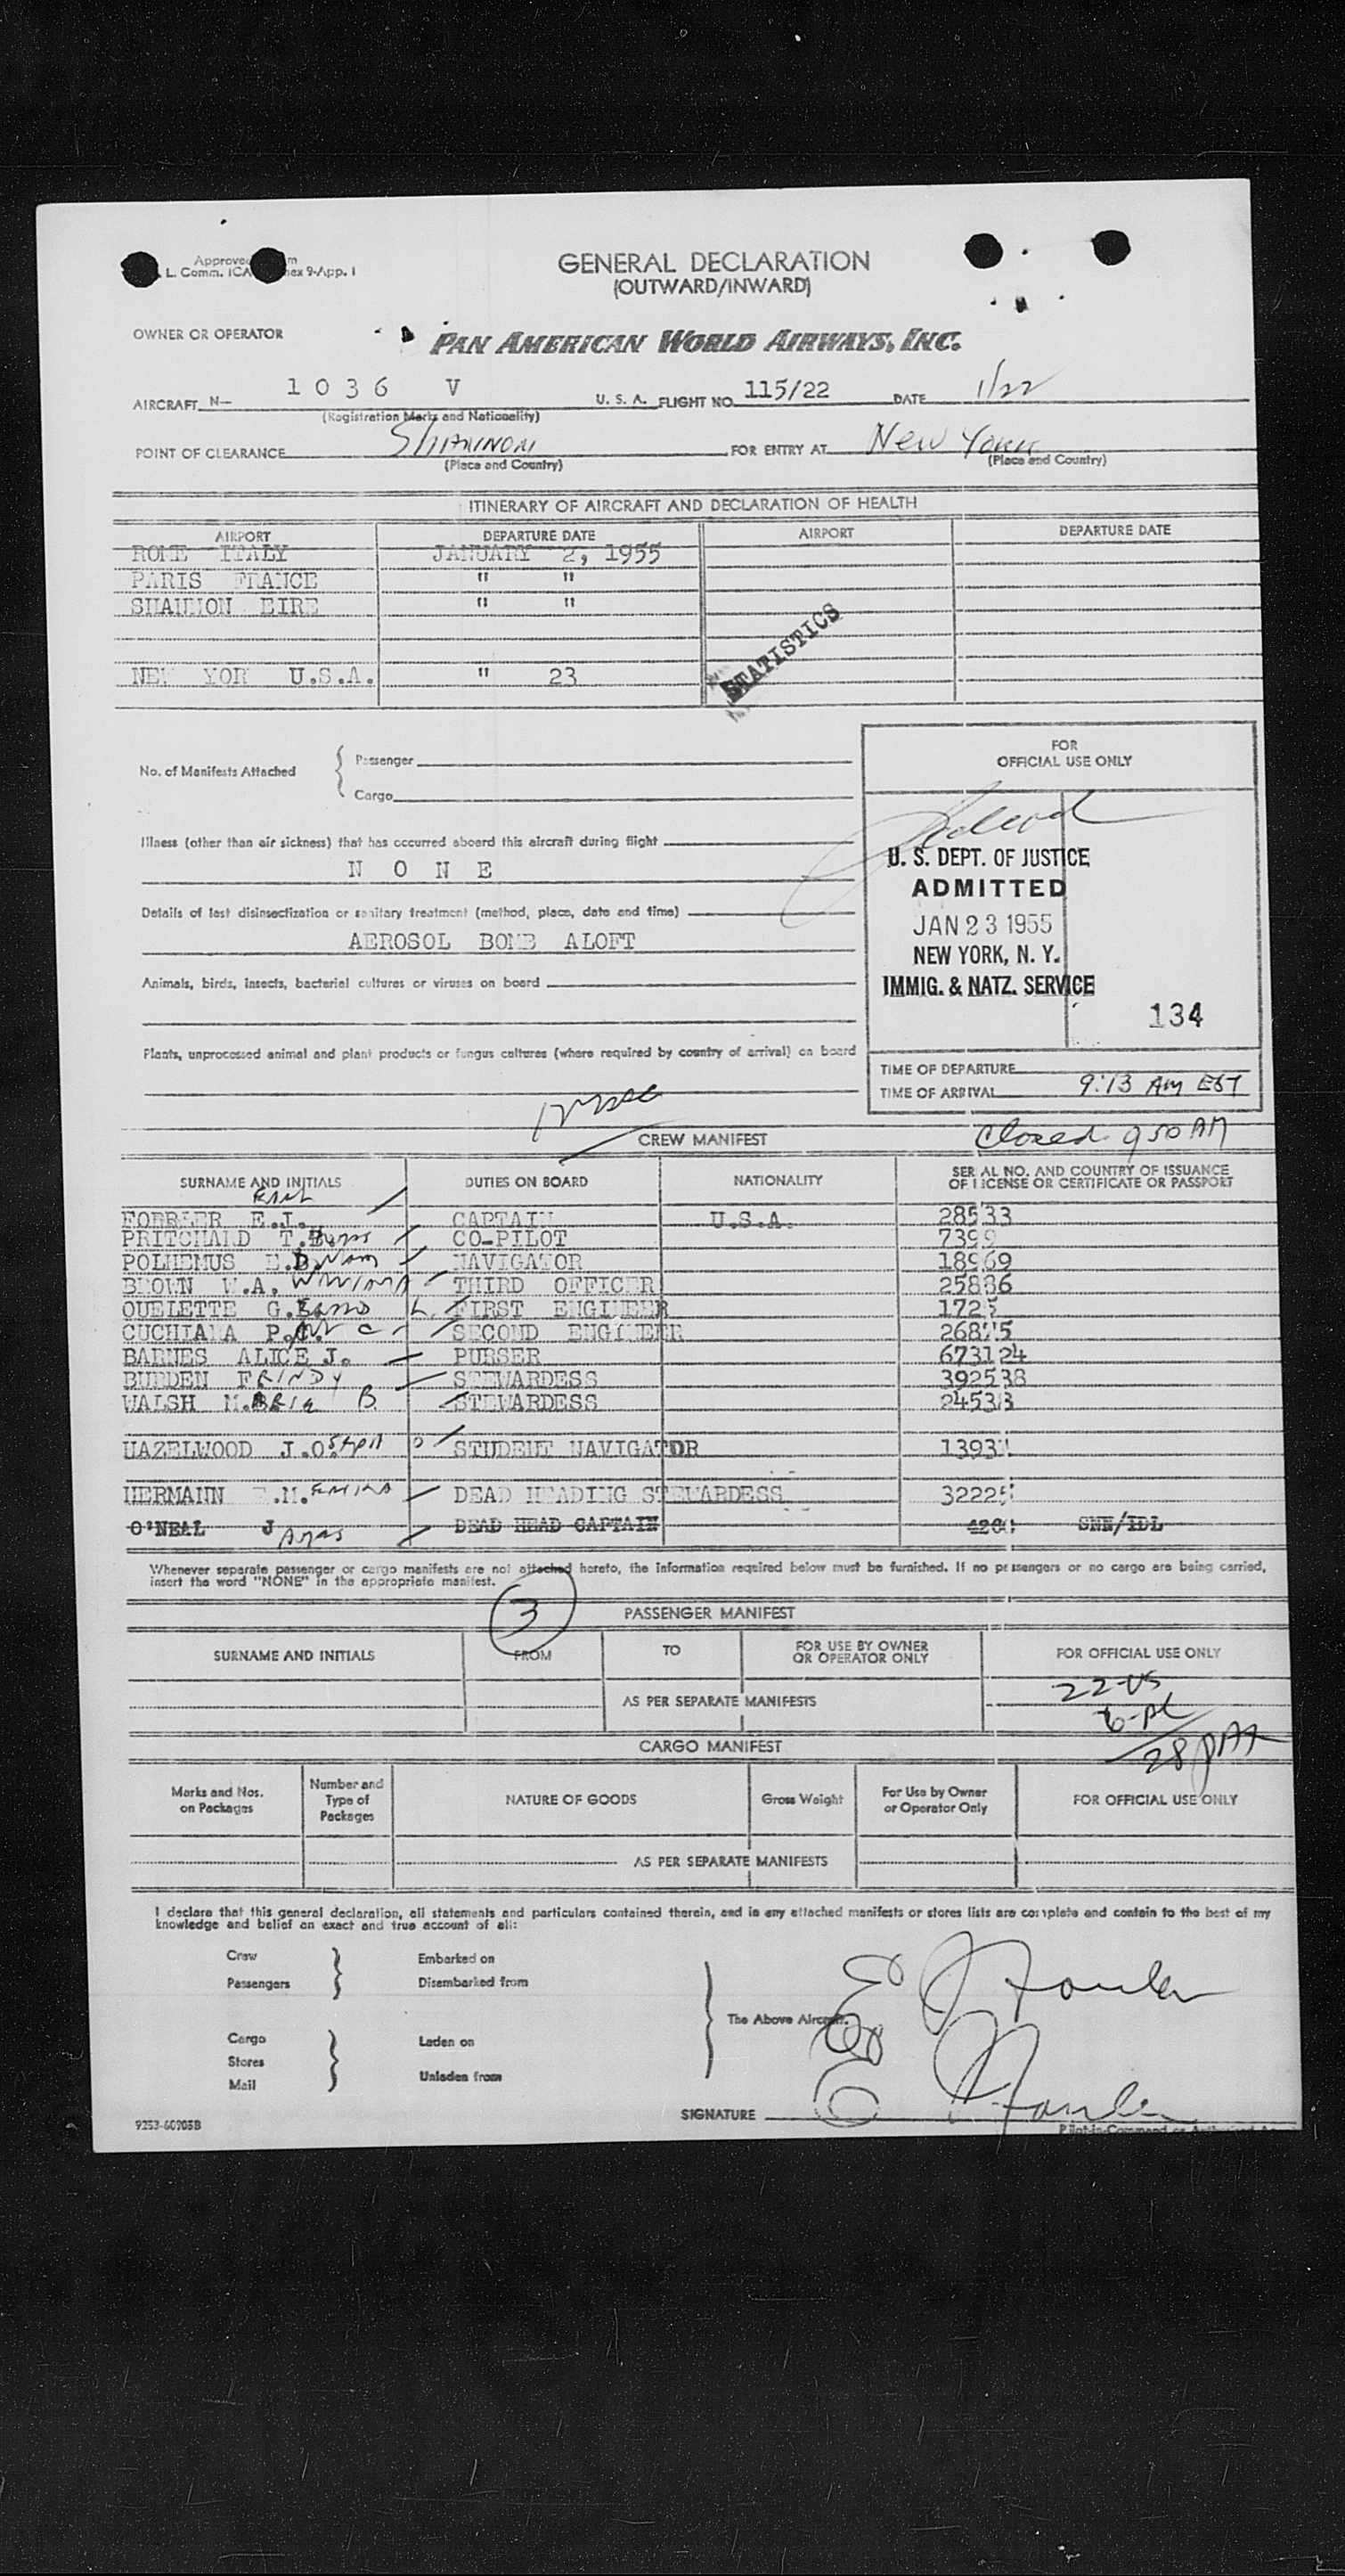 GENERAL DECLARATION
(OUTWARD/INWARD)
L. Comm. 9-App. 1
OWNER OR OPERATOR
PAN AMERICAN WORLD AIRWAYS, INC.
AIRCRAFT N- 1036 V U. S. A. FLIGHT NO. 115/22 DATE 1/22
(Registration Marks and Nationality)
POINT OF CLEARANCE SHANNON FOR ENTRY AT New York
(Place and Country) (Place and Country)
ITINERARY OF AIRCRAFT AND DECLARATION OF HEALTH
AIRPORT DEPARTURE DATE AIRPORT DEPARTURE DATE
ROME ITALY JANUARY 2, 1955
PARIS FRANCE " "
SHANNON EIRE " "
STATISTICS
NEW YOR U.S.A. " 23
No. of Manifests Attached { Passenger
Cargo
FOR
OFFICIAL USE ONLY
Illness (other than air sickness) that has occurred aboard this aircraft during flight
N O N E
Details of last disinsectization or sanitary treatment (method, place, date and time)
AEROSOL BOMB ALOFT
Animals, birds, insects, bacterial cultures or viruses on board
Plants, unprocessed animal and plant products or fungus cultures (where required by country of arrival) on board
U. S. DEPT. OF JUSTICE
ADMITTED
JAN 23 1955
NEW YORK, N. Y.
IMMIG. & NATZ. SERVICE
134
TIME OF DEPARTURE
TIME OF ARRIVAL 9:13 AM EST
Closed 9 50 AM
CREW MANIFEST
SURNAME AND INITIALS DUTIES ON BOARD NATIONALITY SERIAL NO. AND COUNTRY OF ISSUANCE
OF LICENSE OR CERTIFICATE OR PASSPORT
E.J. CAPTAIN U.S.A. 28533
PRITCHARD T. CO-PILOT
POLHEMUS NAVIGATOR 18969
BROWN W.A. THIRD OFFICER 25886
OUELETTE G. L. FIRST ENGINEER
CUCHIARA P. C SECOND ENGINEER
BARNES ALICE J. PURSER 673124
BURDEN TRINDY STEWARDESS 392538
WALSH B. STEWARDESS
HAZELWOOD J.O. STUDENT NAVIGATOR
HERMANN DEAD HEADING STEWARDESS
O'NEAL J DEAD HEAD CAPTAIN SNN/IDL
Whenever separate passenger or cargo manifests are not attached hereto, the information required below must be furnished. If no passengers or no cargo are being carried,
insert the word "NONE" in the appropriate manifest.
3
PASSENGER MANIFEST
SURNAME AND INITIALS FROM TO FOR USE BY OWNER
OR OPERATOR ONLY FOR OFFICIAL USE ONLY
22-US
AS PER SEPARATE MANIFESTS
28 PAX
CARGO MANIFEST
Marks and Nos.
on Packages
Number and
Type of
Packages
NATURE OF GOODS
Gross Weight
For Use by Owner
or Operator Only
FOR OFFICIAL USE ONLY
AS PER SEPARATE MANIFESTS
I declare that this general declaration, all statements and particulars contained therein, and in any attached manifests or stores lists are complete and contain to the best of my
knowledge and belief an exact and true account of all:
Crew Embarked on
Passengers Disembarked from
The Above Aircraft.
Cargo Laden on
Stores
Mail Unladen from
SIGNATURE
9253-60705B